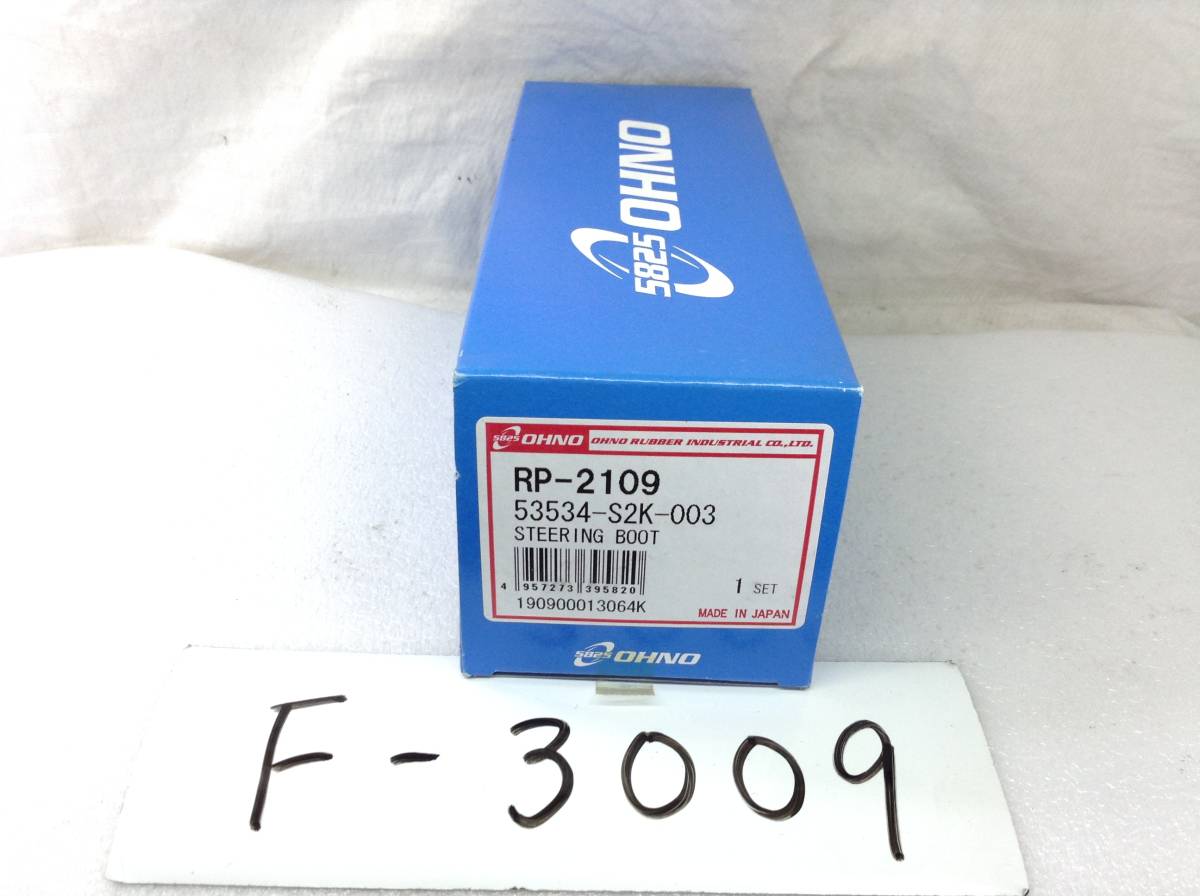 5825 OHNO
5825 OHNO OHNO RUBBER INDUSTRIAL CO.,LTD.
RP-2109
53534-S2K-003
STEERING BOOT
4 957273 395820
1 SET
190900013064K
MADE IN JAPAN
5825 OHNO
F-3009